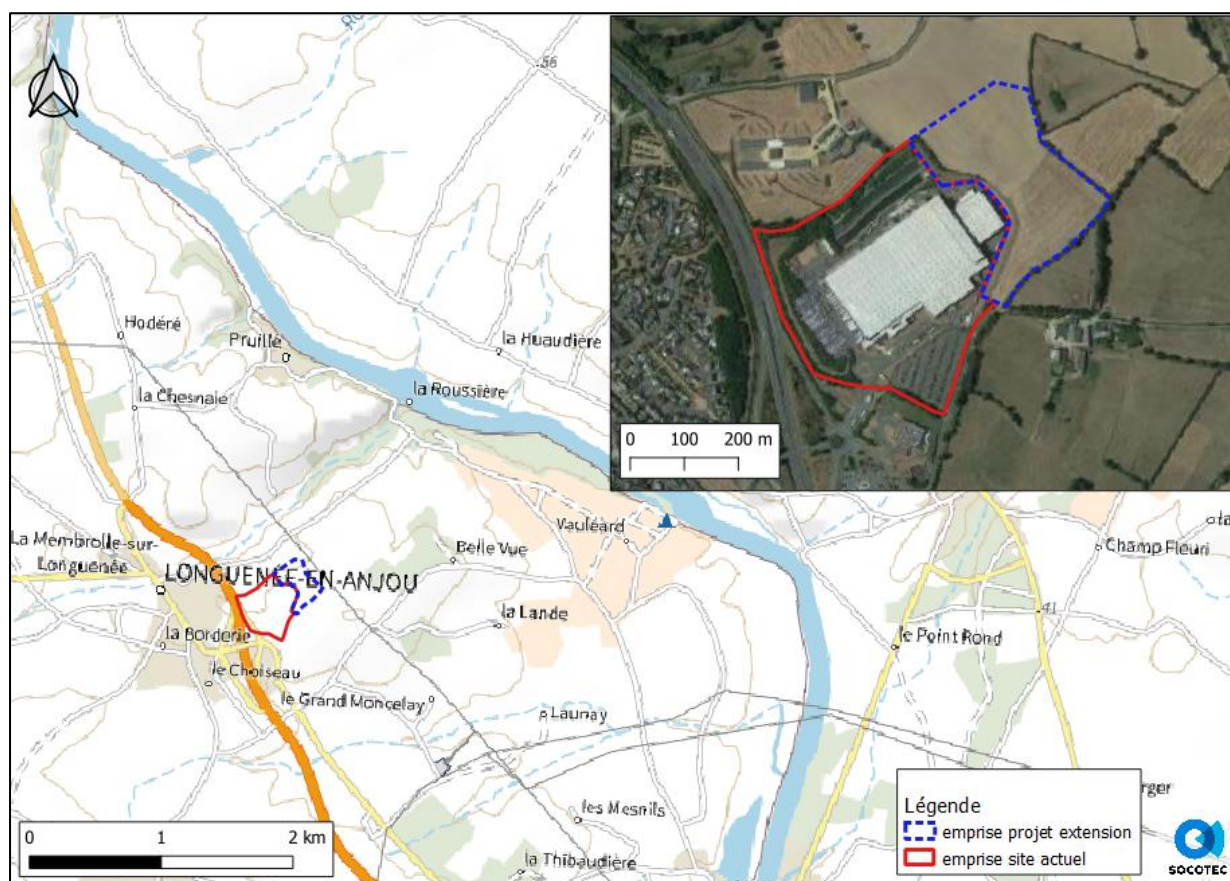 N
56
0 100 200 m
Hodéré
Pruillé
la Huaudière
la Chesnaie
la Roussière
La Membrolle-sur-
Longuenée
LONGUENÉE-EN-ANJOU
Belle Vue
Vauléard
Champ Fleuri
la Lande
41
la Borderie
le Point Rond
le Choiseau
le Grand Moncelay
Launay
les Mesnils
la Thibaudière
0 1 2 km
Légende
emprise projet extension
emprise site actuel
SOCOTEC